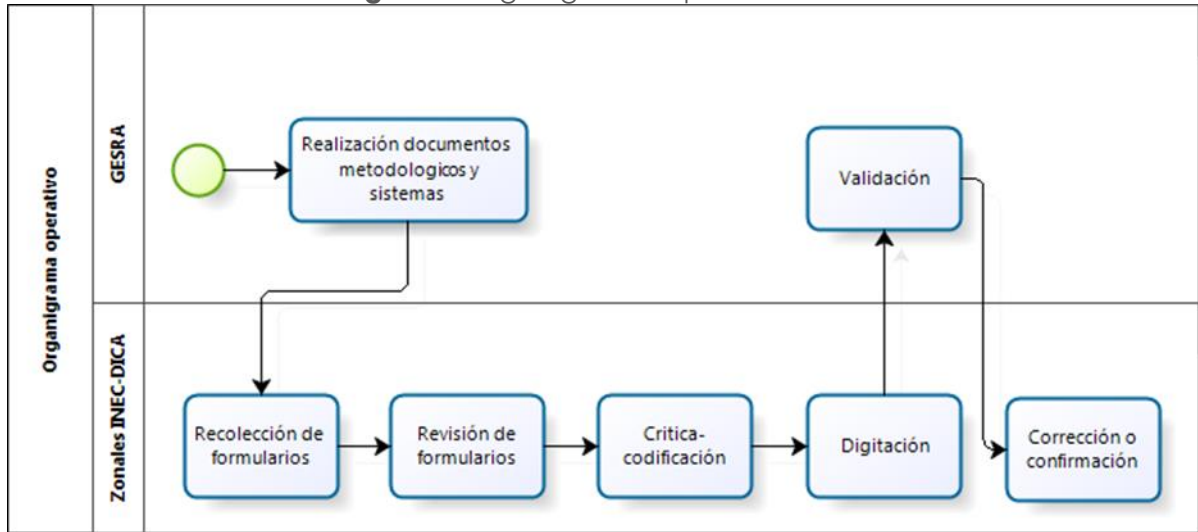 Organigrama operativo
GESRA
Realización documentos
metodologicos y
sistemas
Validación
Zonales INEC-DICA
Recolección de
formularios
Revisión de
formularios
Critica-
codificación
Digitación
Corrección o
confirmación